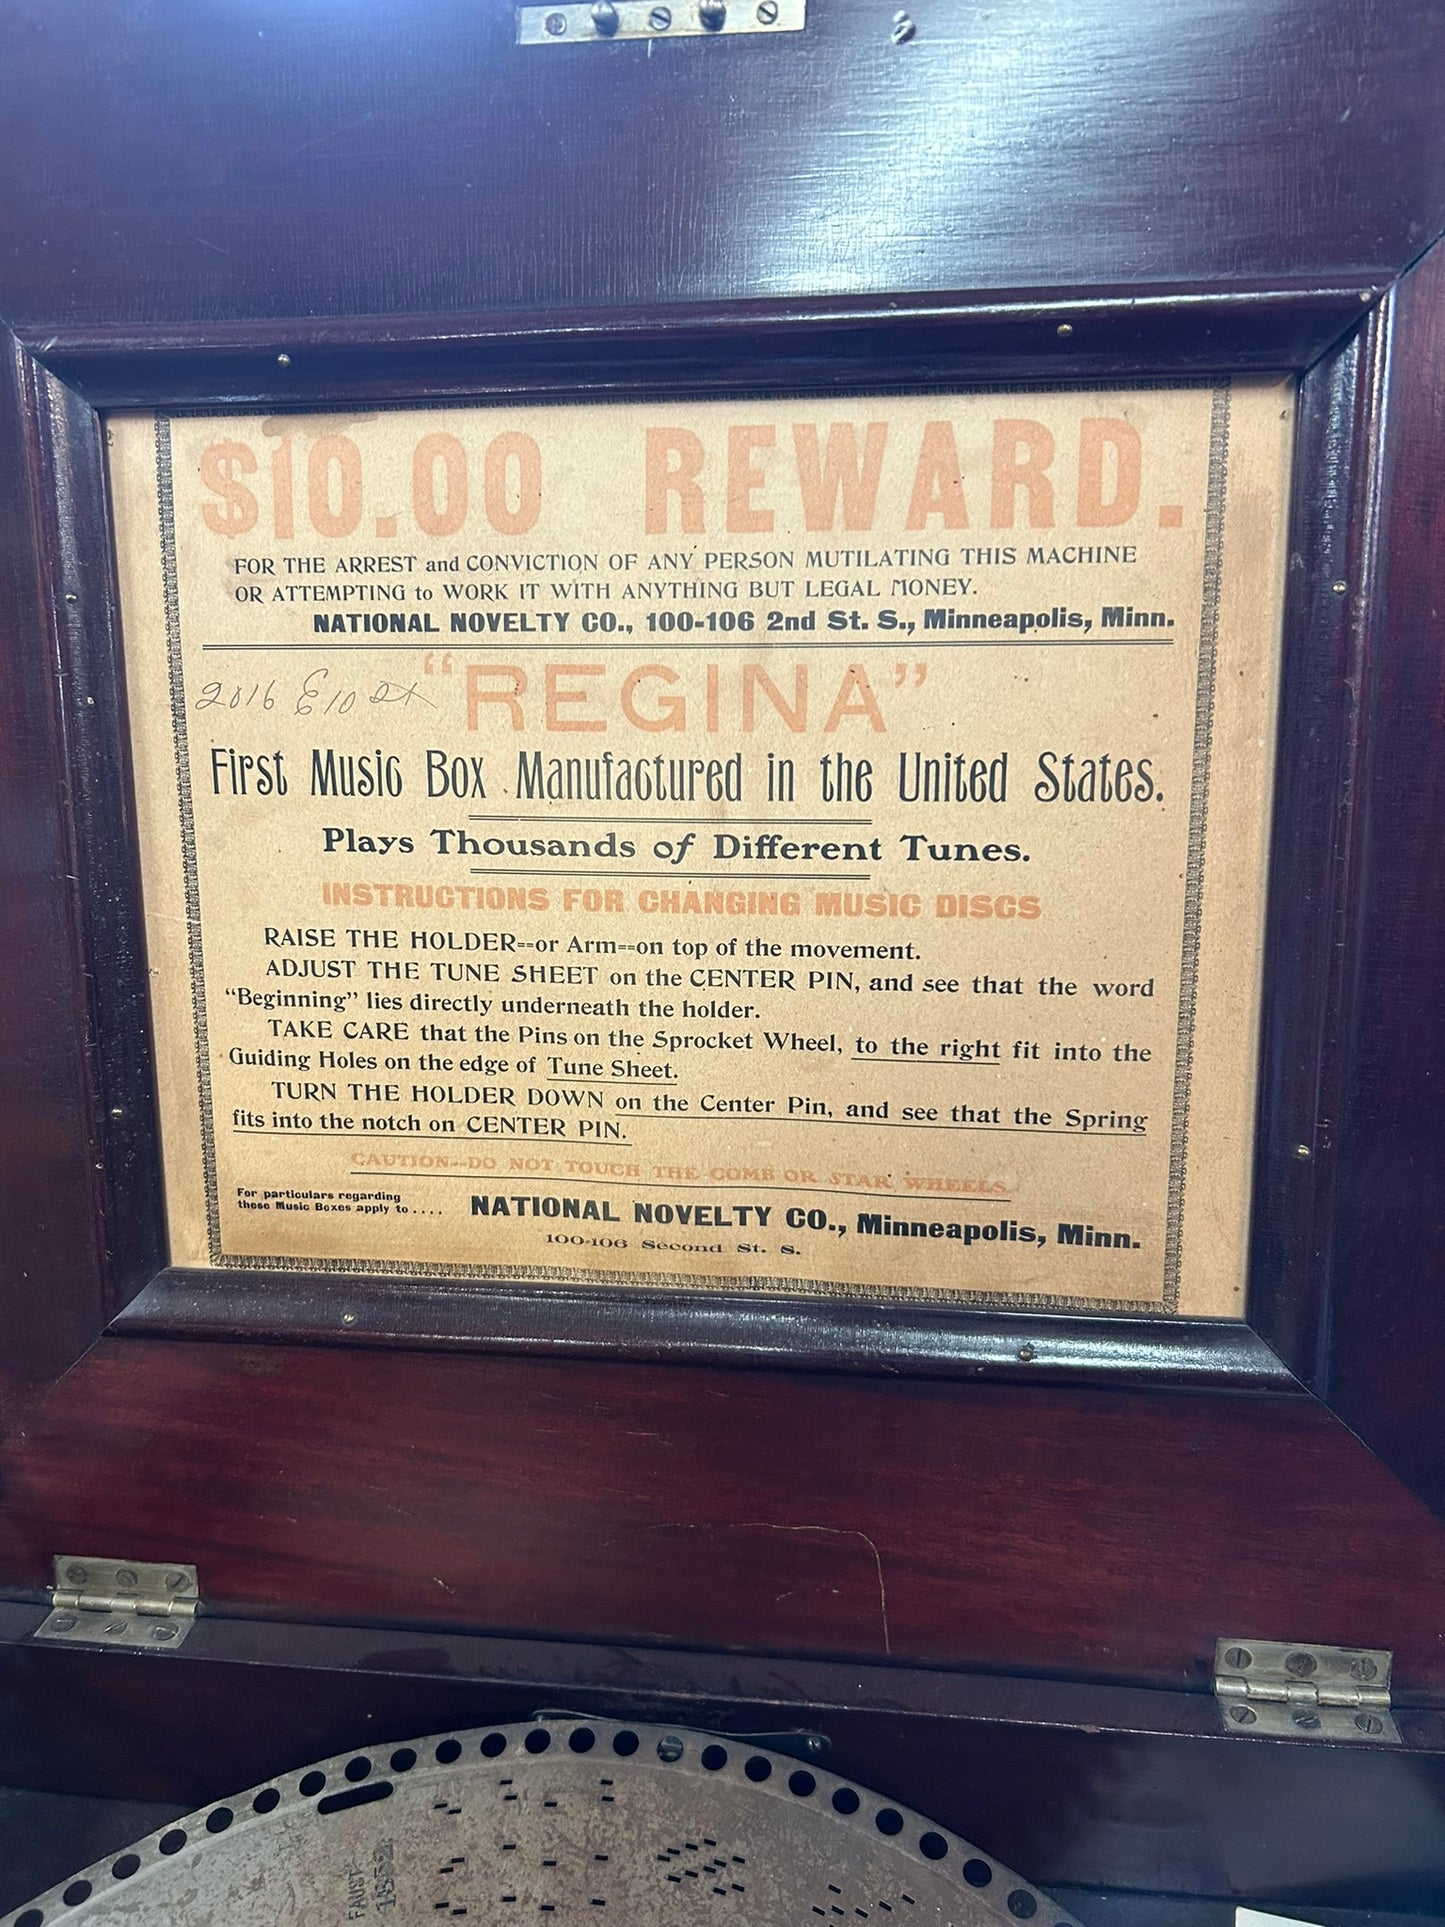 $10.00 REWARD.
FOR THE ARREST and CONVICTION OF ANY PERSON MUTILATING THIS MACHINE
OR ATTEMPTING to WORK IT WITH ANYTHING BUT LEGAL MONEY.
NATIONAL NOVELTY CO., 100-106 2nd St. S., Minneapolis, Minn.
2016
"REGINA"
First Music Box Manufactured in the United States.
Plays Thousands of Different Tunes.
INSTRUCTIONS FOR CHANGING MUSIC DISCS
RAISE THE HOLDER--or Arm--on top of the movement.
ADJUST THE TUNE SHEET on the CENTER PIN, and see that the word
"Beginning" lies directly underneath the holder.
TAKE CARE that the Pins on the Sprocket Wheel, to the right fit into the
Guiding Holes on the edge of Tune Sheet.
TURN THE HOLDER DOWN on the Center Pin, and see that the Spring
fits into the notch on CENTER PIN.
CAUTION--DO NOT TOUCH THE COMB OR STAR WHEELS.
For particulars regarding
these Music Boxes apply to ....
NATIONAL NOVELTY CO., Minneapolis, Minn.
100-106 Second St. S.
FAUST